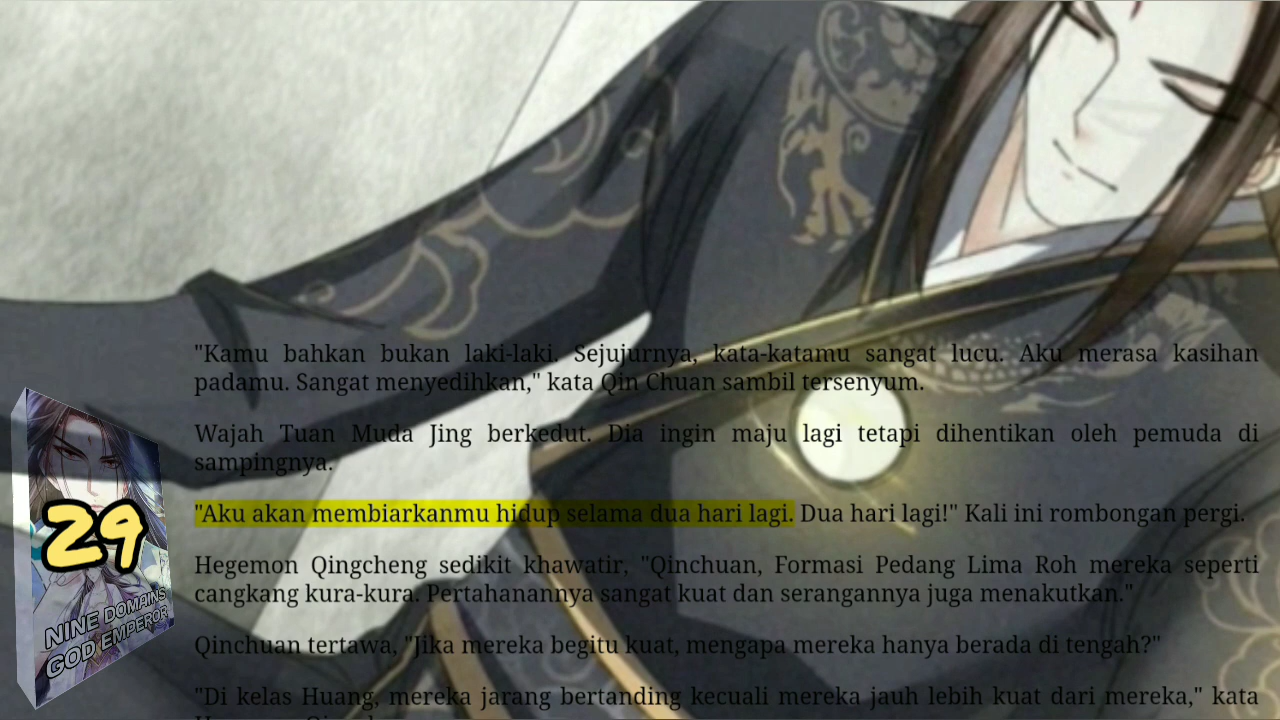 "Kamu bahkan bukan laki-laki. Sejujurnya, kata-katamu sangat lucu. Aku merasa kasihan
padamu. Sangat menyedihkan," kata Qin Chuan sambil tersenyum.
Wajah Tuan Muda Jing berkedut. Dia ingin maju lagi tetapi dihentikan oleh pemuda di
sampingnya.
"Aku akan membiarkanmu hidup selama dua hari lagi. Dua hari lagi!" Kali ini rombongan pergi.
Hegemon Qingcheng sedikit khawatir, "Qinchuan, Formasi Pedang Lima Roh mereka seperti
cangkang kura-kura. Pertahanannya sangat kuat dan serangannya juga menakutkan."
Qinchuan tertawa, "Jika mereka begitu kuat, mengapa mereka hanya berada di tengah?"
"Di kelas Huang, mereka jarang bertanding kecuali mereka jauh lebih kuat dari mereka," kata
29
NINE DOMAINS
GOD EMPEROR